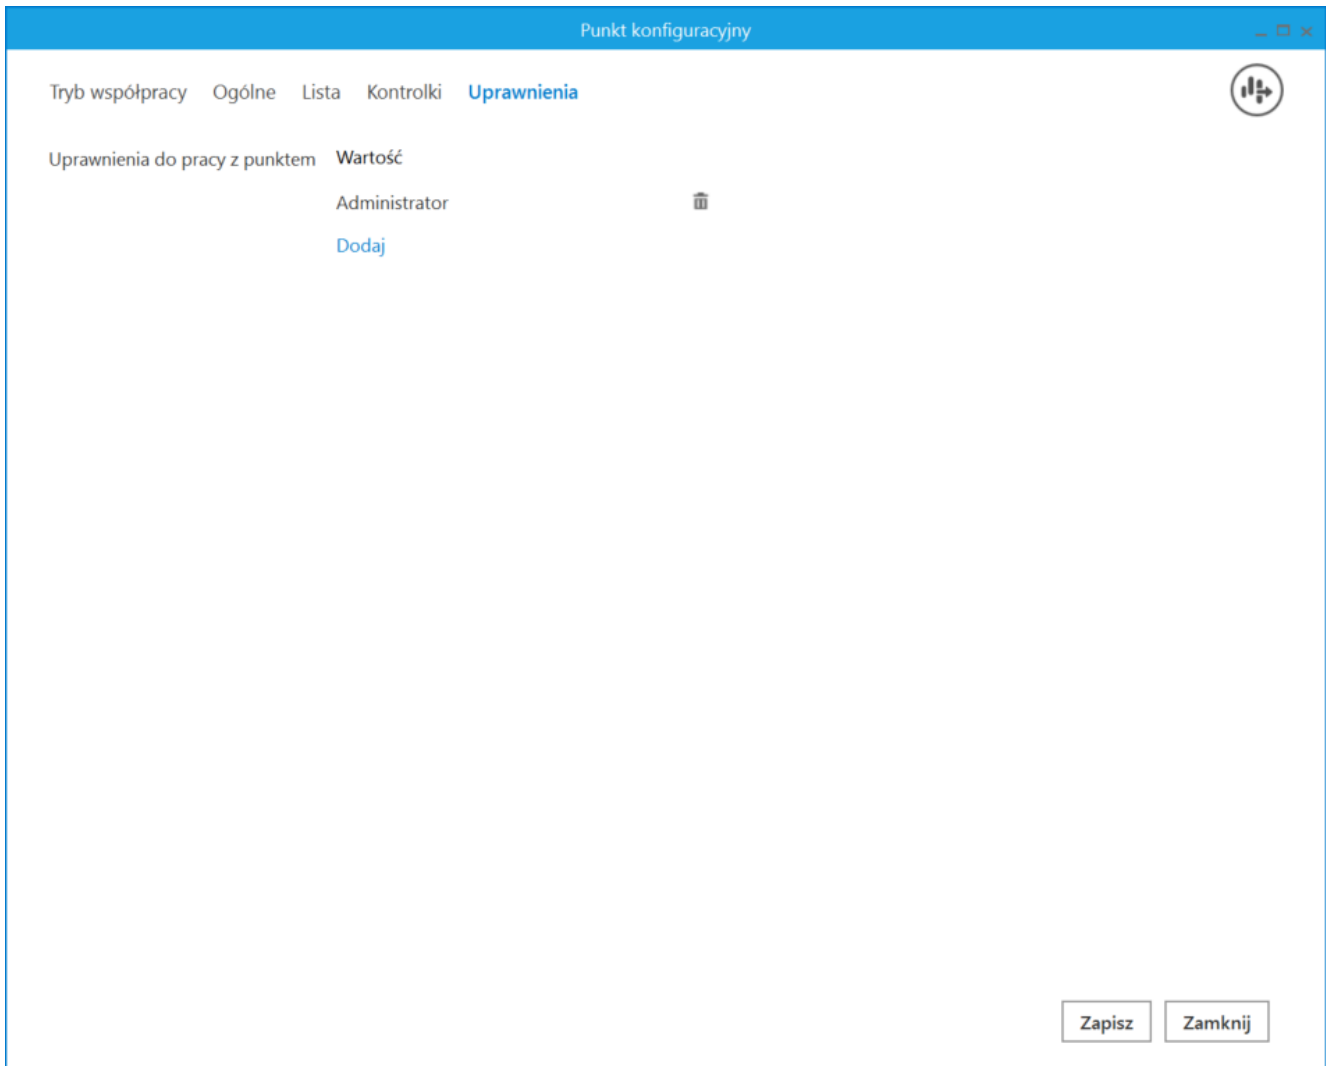 Punkt konfiguracyjny
Tryb współpracy Ogólne Lista Kontrolki Uprawnienia
Uprawnienia do pracy z punktem Wartość
Administrator
Dodaj
Zapisz Zamknij